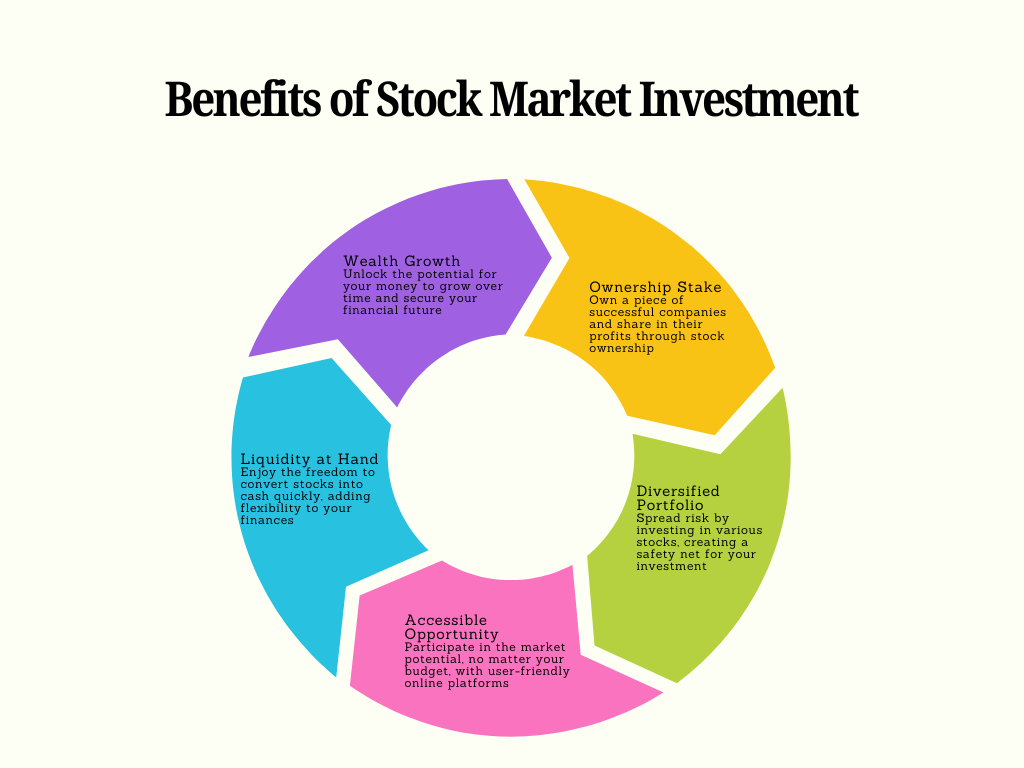 Benefits of Stock Market Investment
Wealth Growth
Unlock the potential for
your money to grow over
time and secure your
financial future
Ownership Stake
Own a piece of
successful companies
and share in their
profits through stock
ownership
Liquidity at Hand
Enjoy the freedom to
convert stocks into
cash quickly, adding
flexibility to your
finances
Diversified
Portfolio
Spread risk by
investing in various
stocks, creating a
safety net for your
investment
Accessible
Opportunity
Participate in the market
potential, no matter your
budget, with user-friendly
online platforms